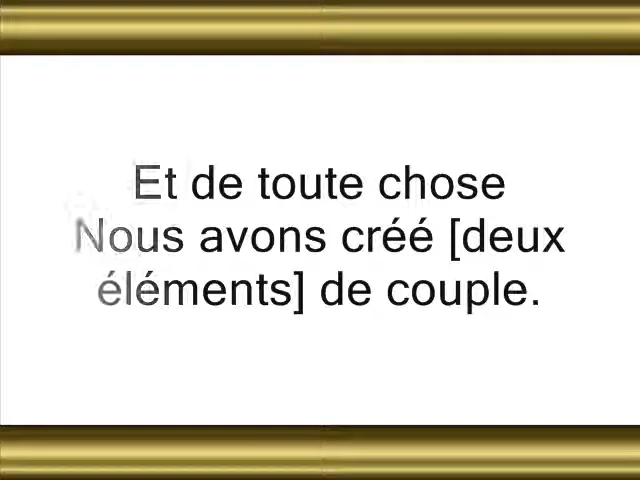 Et de toute chose
Nous avons créé [deux
éléments] de couple.